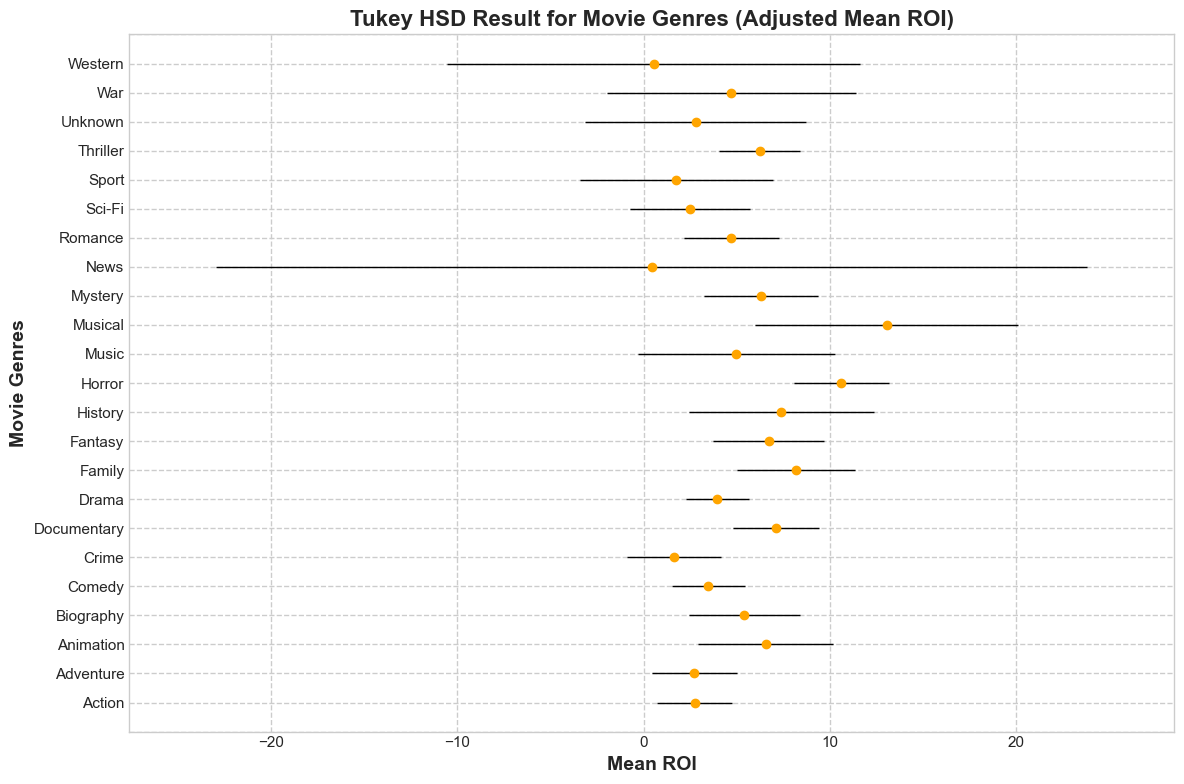 Tukey HSD Result for Movie Genres (Adjusted Mean ROI)
Western
War
Unknown
Thriller
Sport
Sci-Fi
Romance
News
Mystery
Musical
Music
Horror
History
Fantasy
Family
Drama
Documentary
Crime
Comedy
Biography
Animation
Adventure
Action
Movie Genres
−20 −10 0 10 20
Mean ROI